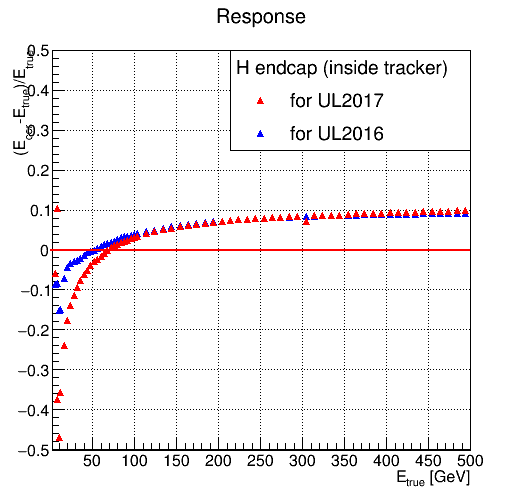 Response
(E_cor-E_true)/E_true
H endcap (inside tracker)
for UL2017
for UL2016
0.5
0.4
0.3
0.2
0.1
0
−0.1
−0.2
−0.3
−0.4
−0.5
50 100 150 200 250 300 350 400 450 500
E_true [GeV]